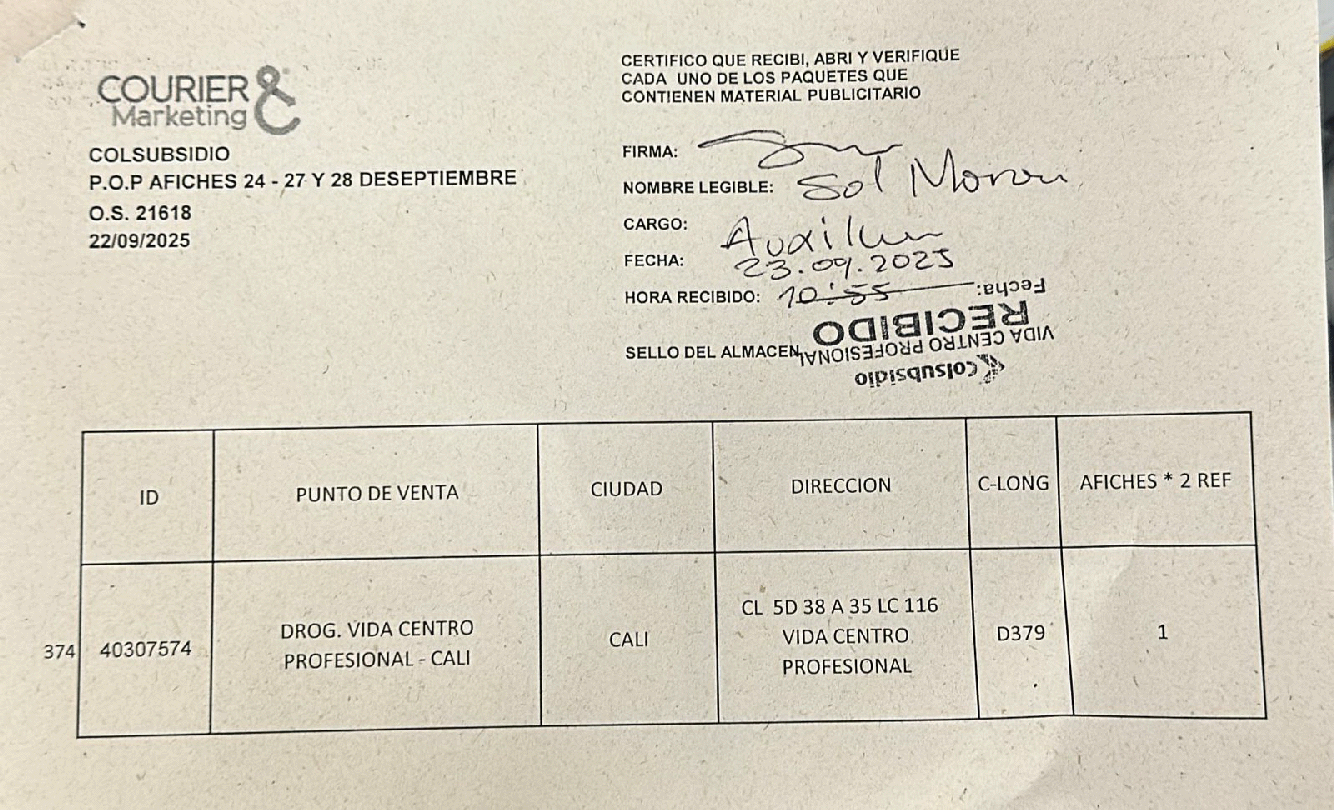 COURIER &
Marketing
COLSUBSIDIO
P.O.P AFICHES 24 - 27 Y 28 DESEPTIEMBRE
O.S. 21618
22/09/2025
CERTIFICO QUE RECIBI, ABRI Y VERIFIQUE
CADA UNO DE LOS PAQUETES QUE
CONTIENEN MATERIAL PUBLICITARIO
FIRMA:
NOMBRE LEGIBLE: Sol
CARGO:
FECHA: 23.09.2025
HORA RECIBIDO: 10:55
SELLO DEL ALMACEN
Colsubsidio
VIDA CENTRO PROFESIONAL
RECIBIDO
Fecha:
ID PUNTO DE VENTA CIUDAD DIRECCION C-LONG AFICHES * 2 REF
374 40307574 DROG. VIDA CENTRO PROFESIONAL - CALI CALI CL 5D 38 A 35 LC 116 VIDA CENTRO PROFESIONAL D379 1